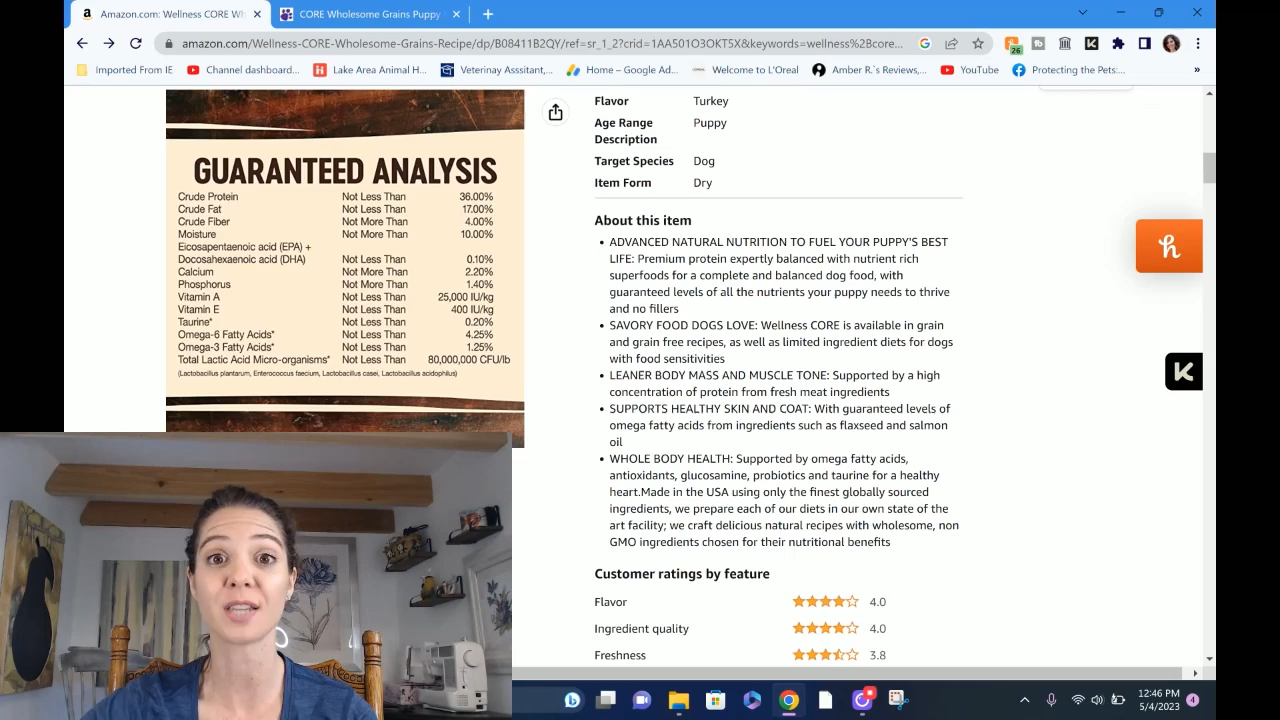 Amazon.com: Wellness CORE Wh
CORE Wholesome Grains Puppy
amazon.com/Wellness-CORE-Wholesome-Grains-Recipe/dp/B08411B2QY/ref=sr_1_2?crid=1AA501O3OKT5X&keywords=wellness%2Bcore...
26
Imported From IE
Channel dashboard...
Lake Area Animal H...
Veterinay Asssitant,...
Home – Google Ad...
Welcome to L'Oreal
Amber R.`s Reviews,...
YouTube
Protecting the Pets:...
»
GUARANTEED ANALYSIS
Crude Protein Not Less Than 36.00%
Crude Fat Not Less Than 17.00%
Crude Fiber Not More Than 4.00%
Moisture Not More Than 10.00%
Eicosapentaenoic acid (EPA) +
Docosahexaenoic acid (DHA) Not Less Than 0.10%
Calcium Not More Than 2.20%
Phosphorus Not More Than 1.40%
Vitamin A Not Less Than 25,000 IU/kg
Vitamin E Not Less Than 400 IU/kg
Taurine* Not Less Than 0.20%
Omega-6 Fatty Acids* Not Less Than 4.25%
Omega-3 Fatty Acids* Not Less Than 1.25%
Total Lactic Acid Micro-organisms* Not Less Than 80,000,000 CFU/lb
(Lactobacillus plantarum, Enterococcus faecium, Lactobacillus casei, Lactobacillus acidophilus)
Flavor Turkey
Age Range Puppy
Description
Target Species Dog
Item Form Dry
About this item
• ADVANCED NATURAL NUTRITION TO FUEL YOUR PUPPY'S BEST
LIFE: Premium protein expertly balanced with nutrient rich
superfoods for a complete and balanced dog food, with
guaranteed levels of all the nutrients your puppy needs to thrive
and no fillers
• SAVORY FOOD DOGS LOVE: Wellness CORE is available in grain
and grain free recipes, as well as limited ingredient diets for dogs
with food sensitivities
• LEANER BODY MASS AND MUSCLE TONE: Supported by a high
concentration of protein from fresh meat ingredients
• SUPPORTS HEALTHY SKIN AND COAT: With guaranteed levels of
omega fatty acids from ingredients such as flaxseed and salmon
oil
• WHOLE BODY HEALTH: Supported by omega fatty acids,
antioxidants, glucosamine, probiotics and taurine for a healthy
heart.Made in the USA using only the finest globally sourced
ingredients, we prepare each of our diets in our own state of the
art facility; we craft delicious natural recipes with wholesome, non
GMO ingredients chosen for their nutritional benefits
Customer ratings by feature
Flavor 4.0
Ingredient quality 4.0
Freshness 3.8
h
K
12:46 PM
5/4/2023
4